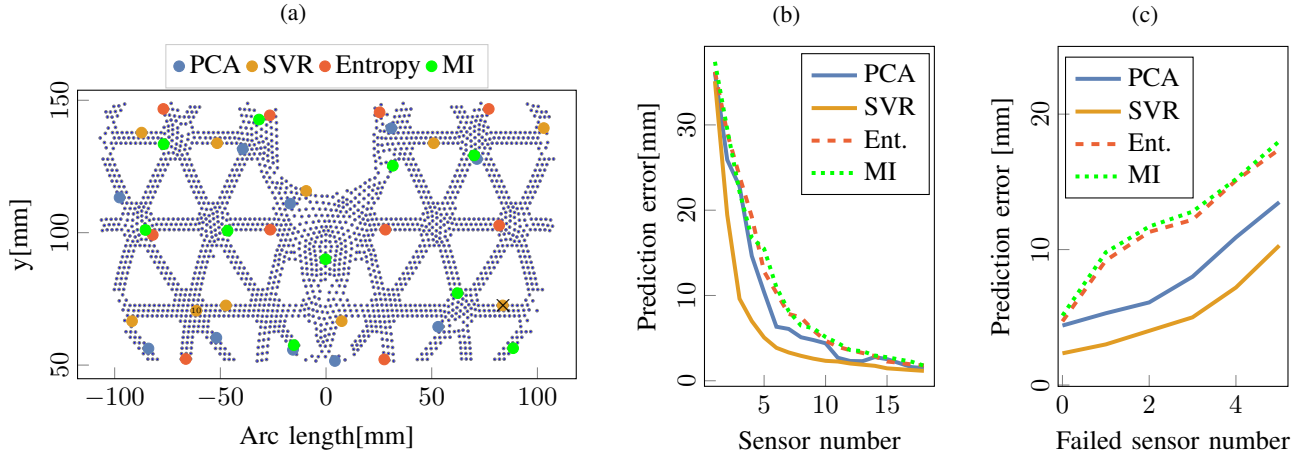 (a)
PCA SVR Entropy MI
150
100
50
y[mm]
10
−100 −50 0 50 100
Arc length[mm]
(b)
PCA
SVR
Ent.
MI
30
20
10
0
Prediction error[mm]
5 10 15
Sensor number
(c)
PCA
SVR
Ent.
MI
20
10
0
Prediction error [mm]
0 2 4
Failed sensor number